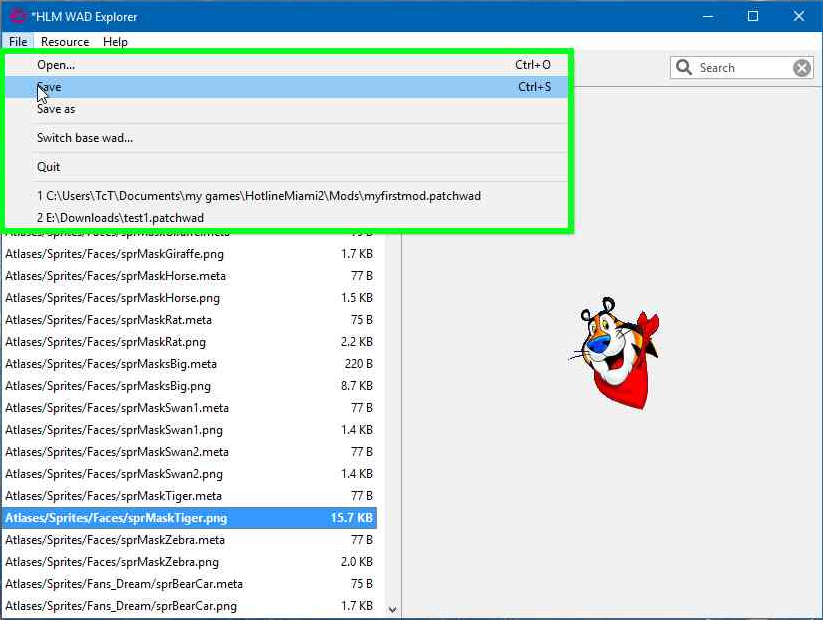 *HLM WAD Explorer
File Resource Help
Open... Ctrl+O
Save Ctrl+S
Save as
Switch base wad...
Quit
1 C:\Users\TcT\Documents\my games\HotlineMiami2\Mods\myfirstmod.patchwad
2 E:\Downloads\test1.patchwad
Search
Atlases/Sprites/Faces/sprMaskGiraffe.meta 75 B
Atlases/Sprites/Faces/sprMaskGiraffe.png 1.7 KB
Atlases/Sprites/Faces/sprMaskHorse.meta 77 B
Atlases/Sprites/Faces/sprMaskHorse.png 1.5 KB
Atlases/Sprites/Faces/sprMaskRat.meta 75 B
Atlases/Sprites/Faces/sprMaskRat.png 2.2 KB
Atlases/Sprites/Faces/sprMasksBig.meta 220 B
Atlases/Sprites/Faces/sprMasksBig.png 8.7 KB
Atlases/Sprites/Faces/sprMaskSwan1.meta 77 B
Atlases/Sprites/Faces/sprMaskSwan1.png 1.4 KB
Atlases/Sprites/Faces/sprMaskSwan2.meta 77 B
Atlases/Sprites/Faces/sprMaskSwan2.png 1.4 KB
Atlases/Sprites/Faces/sprMaskTiger.meta 77 B
Atlases/Sprites/Faces/sprMaskTiger.png 15.7 KB
Atlases/Sprites/Faces/sprMaskZebra.meta 77 B
Atlases/Sprites/Faces/sprMaskZebra.png 2.0 KB
Atlases/Sprites/Fans_Dream/sprBearCar.meta 75 B
Atlases/Sprites/Fans_Dream/sprBearCar.png 1.7 KB